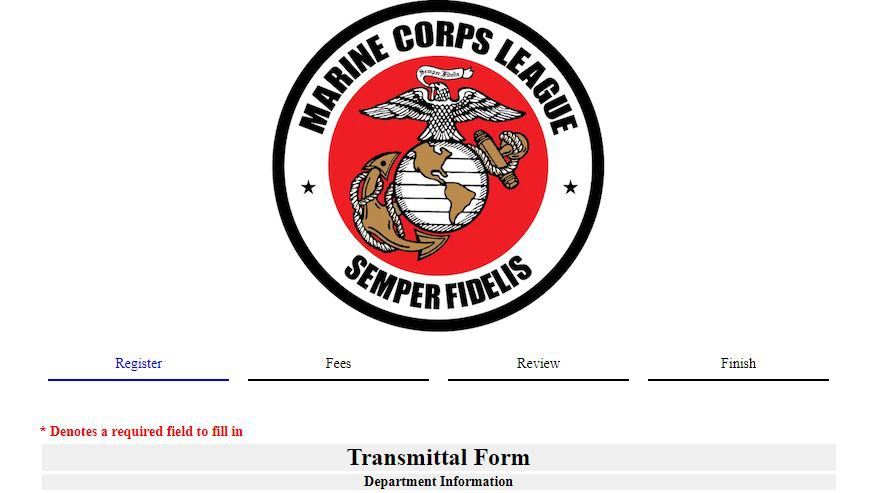 MARINE CORPS LEAGUE
Semper Fidelis
SEMPER FIDELIS
Register Fees Review Finish
* Denotes a required field to fill in
Transmittal Form
Department Information